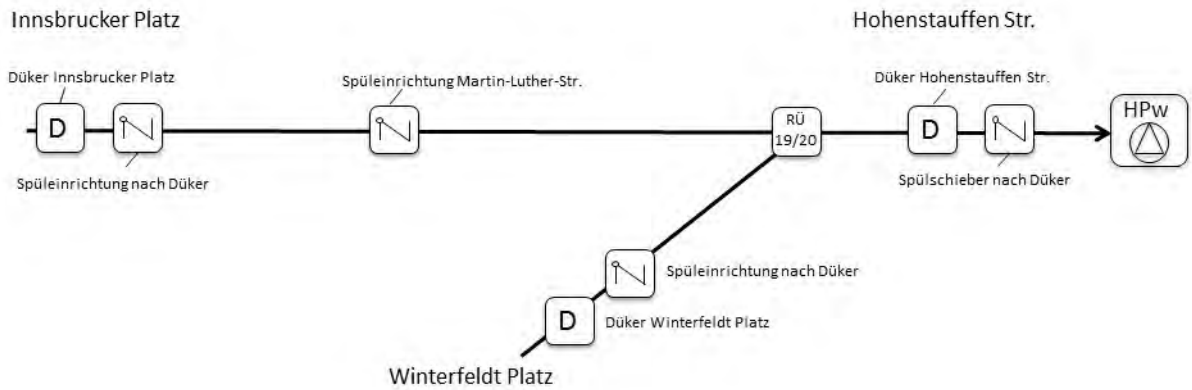 Innsbrucker Platz
Hohenstauffen Str.
Düker Innsbrucker Platz
Spüleinrichtung Martin-Luther-Str.
Düker Hohenstauffen Str.
D
RÜ
19/20
D
HPw
Spüleinrichtung nach Düker
Spülschieber nach Düker
Spüleinrichtung nach Düker
D
Düker Winterfeldt Platz
Winterfeldt Platz